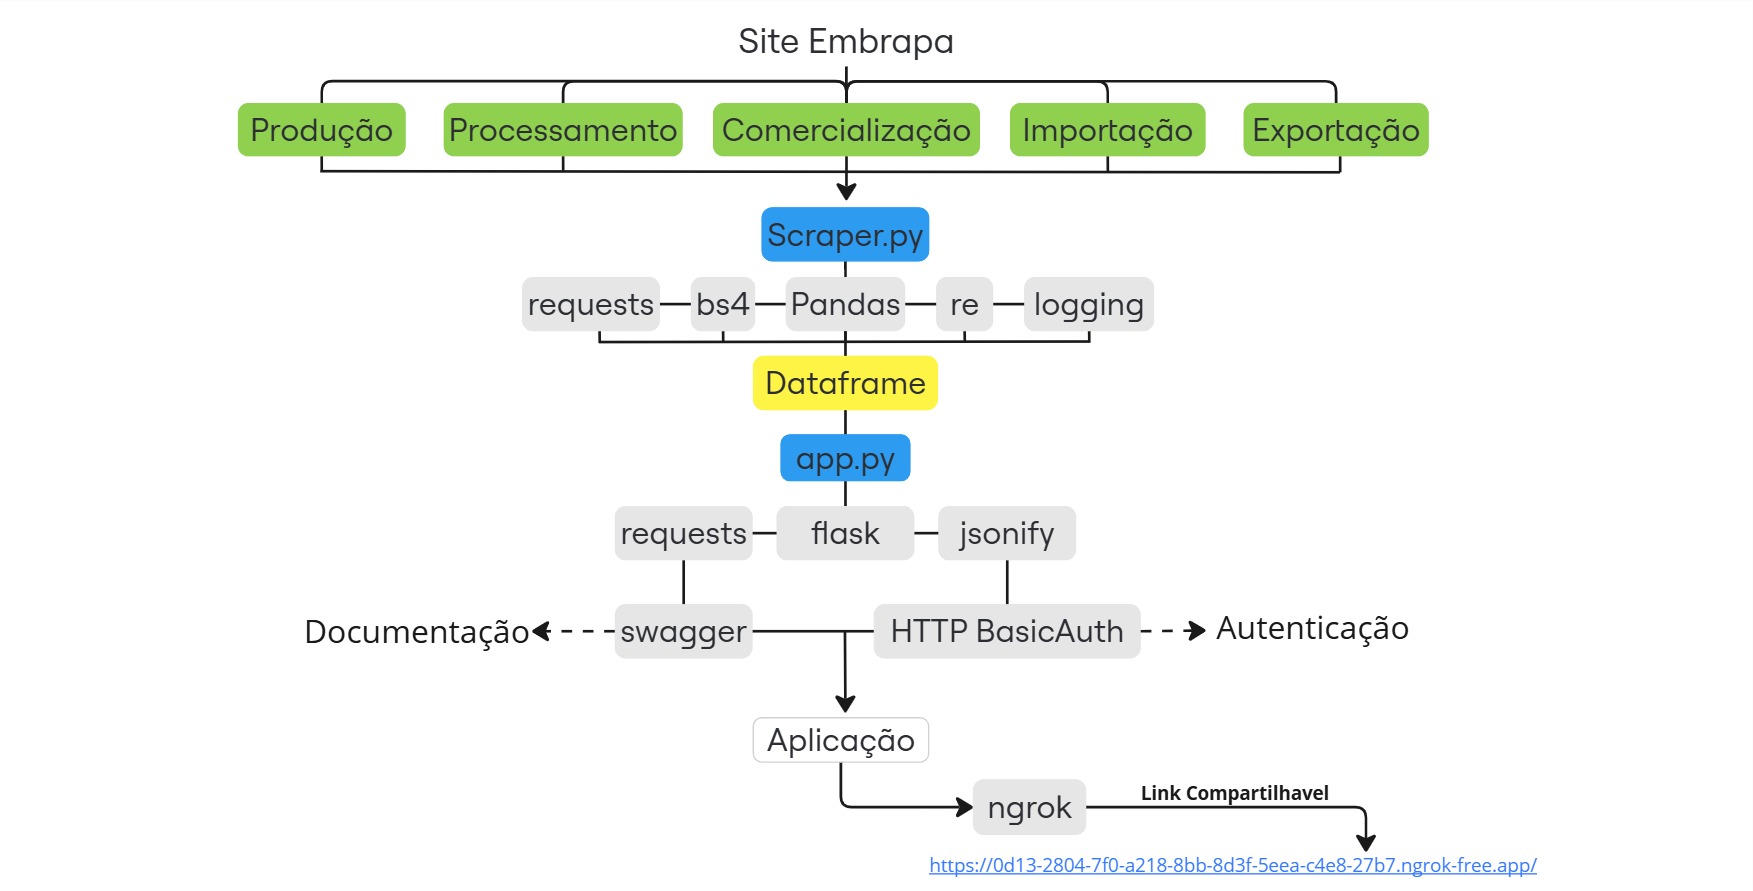 Site Embrapa
Produção
Processamento
Comercialização
Importação
Exportação
Scraper.py
requests
bs4
Pandas
re
logging
Dataframe
app.py
requests
flask
jsonify
Documentação
swagger
HTTP BasicAuth
Autenticação
Aplicação
ngrok
Link Compartilhavel
https://0d13-2804-7f0-a218-8bb-8d3f-5eea-c4e8-27b7.ngrok-free.app/